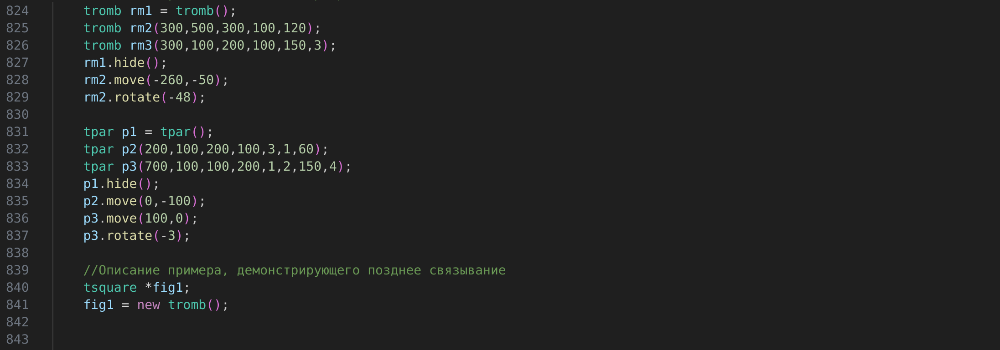 824 tromb rm1 = tromb();
825 tromb rm2(300,500,300,100,120);
826 tromb rm3(300,100,200,100,150,3);
827 rm1.hide();
828 rm2.move(-260,-50);
829 rm2.rotate(-48);
830
831 tpar p1 = tpar();
832 tpar p2(200,100,200,100,3,1,60);
833 tpar p3(700,100,100,200,1,2,150,4);
834 p1.hide();
835 p2.move(0,-100);
836 p3.move(100,0);
837 p3.rotate(-3);
838
839 //Описание примера, демонстрирующего позднее связывание
840 tsquare *fig1;
841 fig1 = new tromb();
842
843